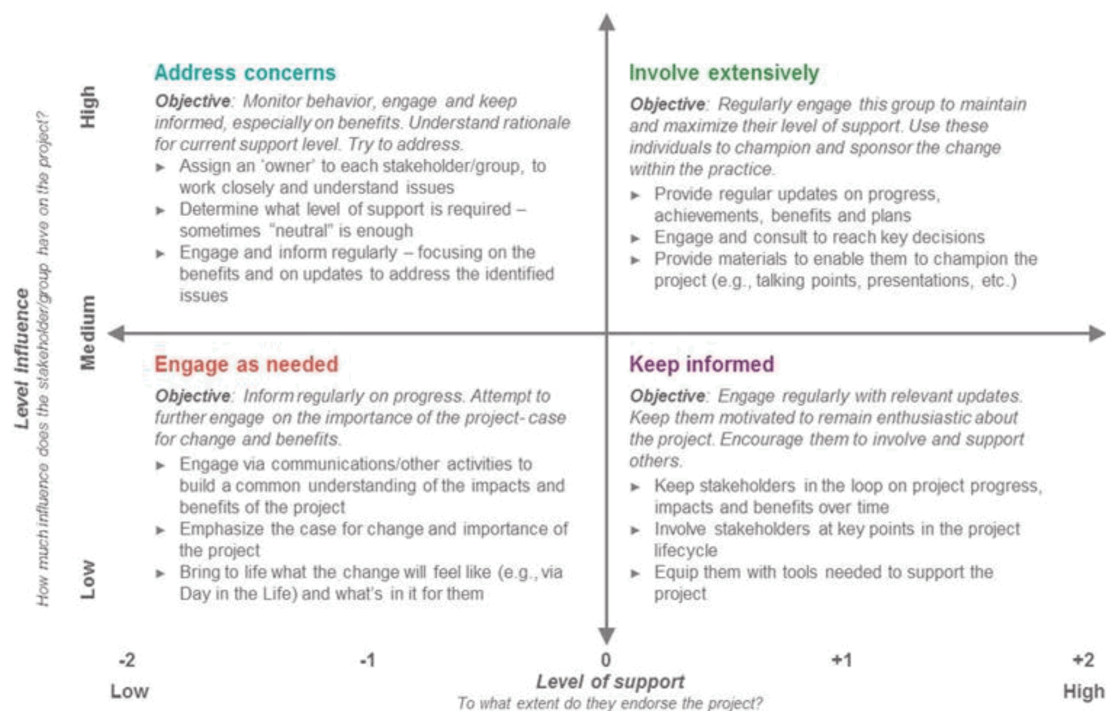 Address concerns
Objective: Monitor behavior, engage and keep
informed, especially on benefits. Understand rationale
for current support level. Try to address.
► Assign an ‘owner’ to each stakeholder/group, to
work closely and understand issues
► Determine what level of support is required –
sometimes “neutral” is enough
► Engage and inform regularly – focusing on the
benefits and on updates to address the identified
issues
Involve extensively
Objective: Regularly engage this group to maintain
and maximize their level of support. Use these
individuals to champion and sponsor the change
within the practice.
► Provide regular updates on progress,
achievements, benefits and plans
► Engage and consult to reach key decisions
► Provide materials to enable them to champion the
project (e.g., talking points, presentations, etc.)
Engage as needed
Objective: Inform regularly on progress. Attempt to
further engage on the importance of the project- case
for change and benefits.
► Engage via communications/other activities to
build a common understanding of the impacts and
benefits of the project
► Emphasize the case for change and importance of
the project
► Bring to life what the change will feel like (e.g., via
Day in the Life) and what’s in it for them
Keep informed
Objective: Engage regularly with relevant updates.
Keep them motivated to remain enthusiastic about
the project. Encourage them to involve and support
others.
► Keep stakeholders in the loop on project progress,
impacts and benefits over time
► Involve stakeholders at key points in the project
lifecycle
► Equip them with tools needed to support the
project
Level Influence
How much influence does the stakeholder/group have on the project?
High
Medium
Low
-2
-1
0
+1
+2
Low
Level of support
High
To what extent do they endorse the project?